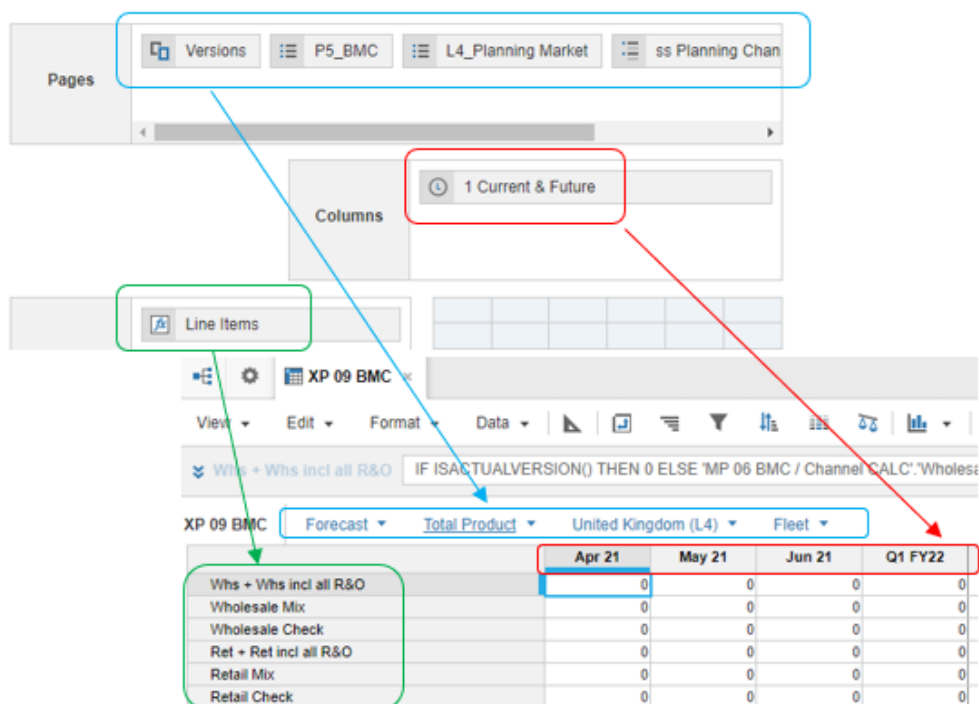 Versions P5_BMC L4_Planning Market ss Planning Chan
Pages
1 Current & Future
Columns
Line Items
XP 09 BMC
View Edit Format Data
Whs + Whs incl all R&O IF ISACTUALVERSION() THEN 0 ELSE 'MP 06 BMC / Channel CALC'.'Wholesa
XP 09 BMC Forecast Total Product United Kingdom (L4) Fleet
Apr 21 May 21 Jun 21 Q1 FY22
Whs + Whs incl all R&O 0 0 0 0
Wholesale Mix 0 0 0 0
Wholesale Check 0 0 0 0
Ret + Ret incl all R&O 0 0 0 0
Retail Mix 0 0 0 0
Retail Check 0 0 0 0